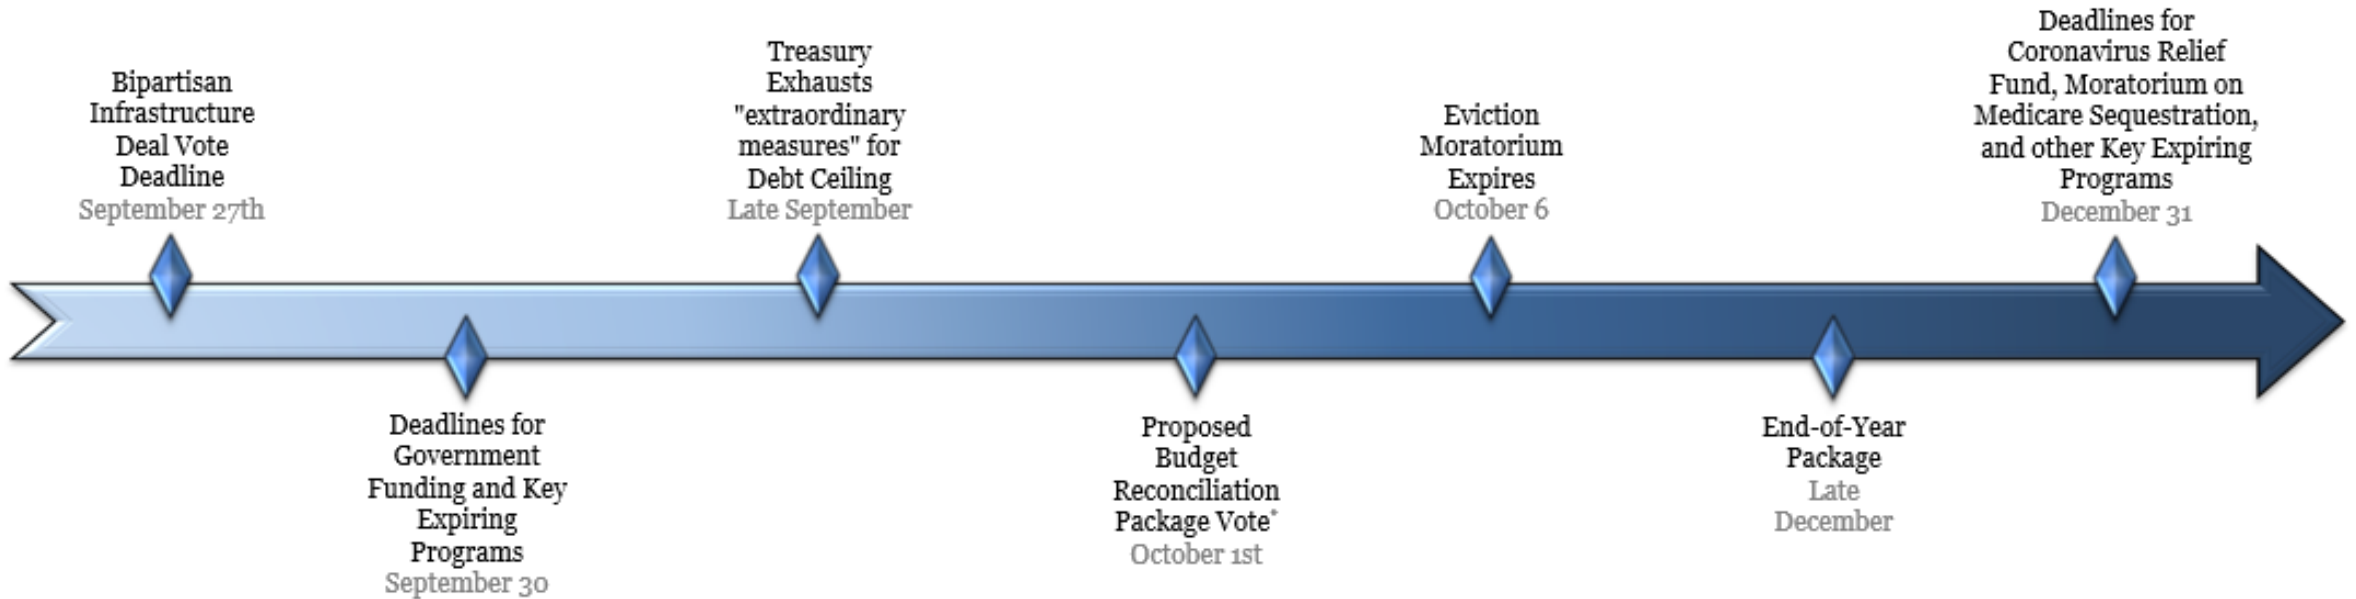 Bipartisan
Infrastructure
Deal Vote
Deadline
September 27th
Deadlines for
Government
Funding and Key
Expiring
Programs
September 30
Treasury
Exhausts
"extraordinary
measures" for
Debt Ceiling
Late September
Proposed
Budget
Reconciliation
Package Vote*
October 1st
Eviction
Moratorium
Expires
October 6
End-of-Year
Package
Late
December
Deadlines for
Coronavirus Relief
Fund, Moratorium on
Medicare Sequestration,
and other Key Expiring
Programs
December 31